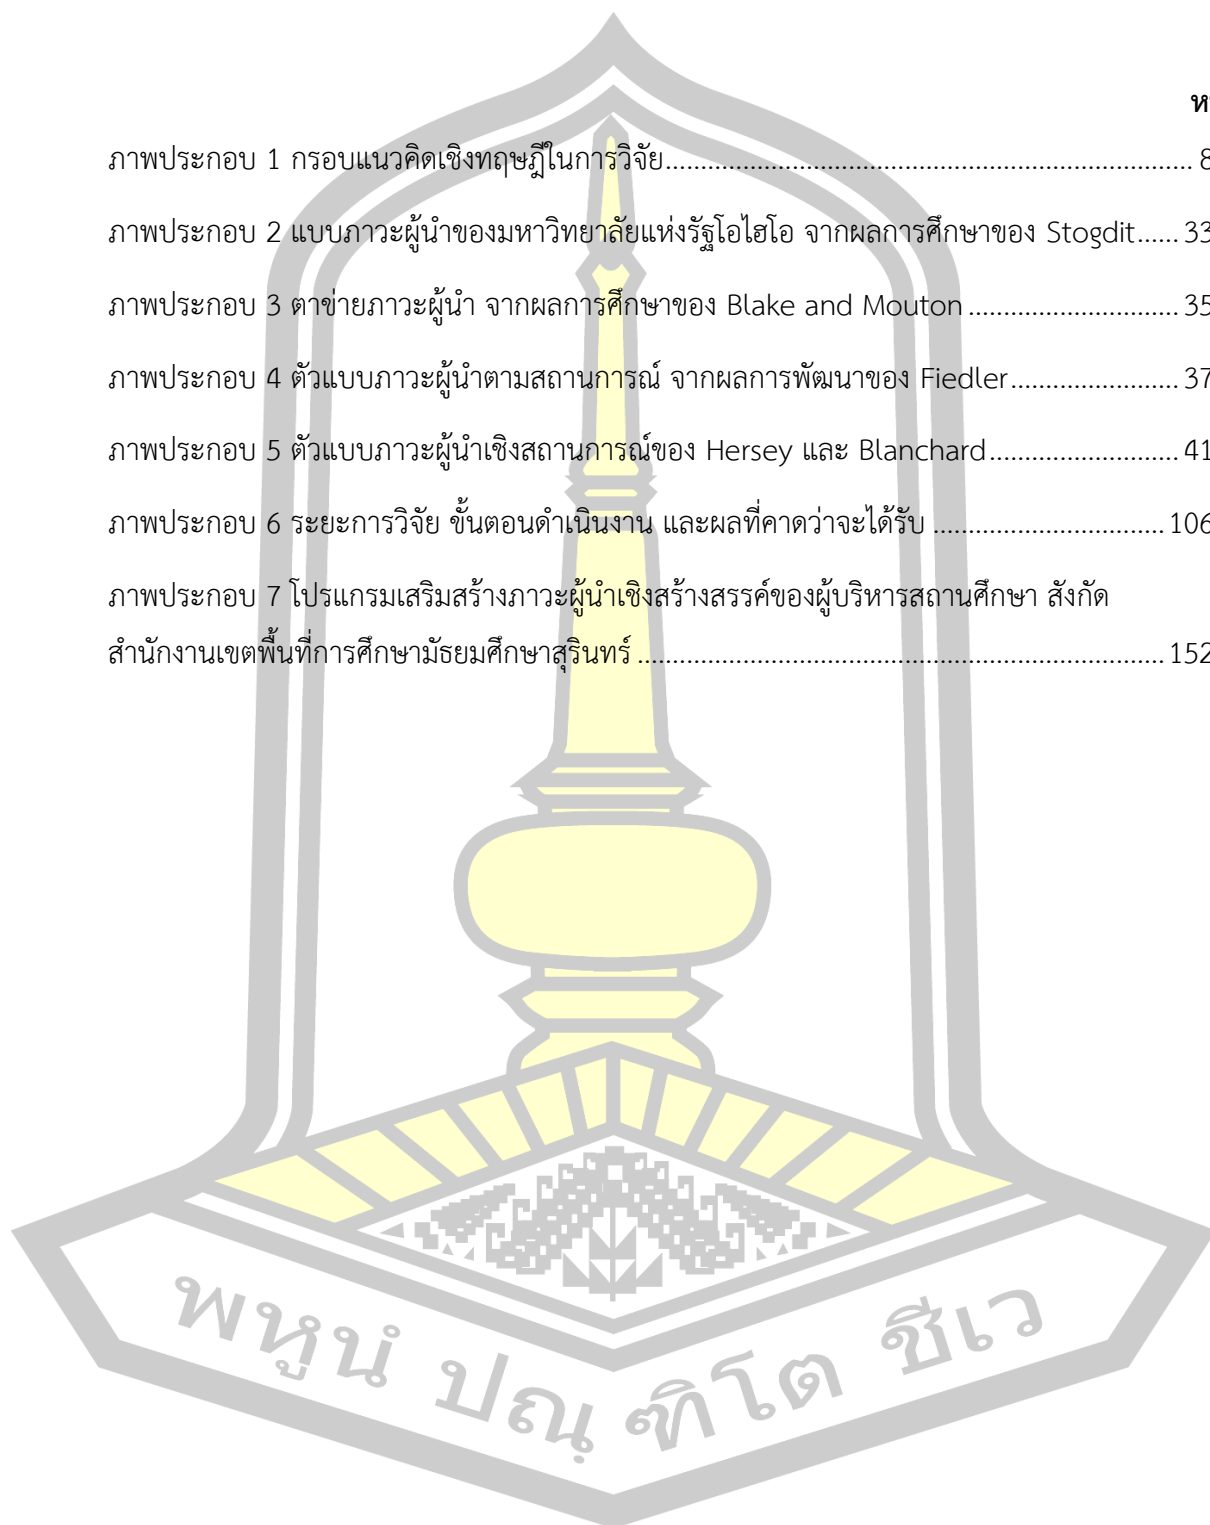 ห
ภาพประกอบ 1 กรอบแนวคิดเชิงทฤษฎีในการวิจัย........................................................................................ 8
ภาพประกอบ 2 แบบภาวะผู้นำของมหาวิทยาลัยแห่งรัฐโอไฮโอ จากผลการศึกษาของ Stogdit...... 33
ภาพประกอบ 3 ตาข่ายภาวะผู้นำ จากผลการศึกษาของ Blake and Mouton ................................... 35
ภาพประกอบ 4 ตัวแบบภาวะผู้นำตามสถานการณ์ จากผลการพัฒนาของ Fiedler............................ 37
ภาพประกอบ 5 ตัวแบบภาวะผู้นำเชิงสถานการณ์ของ Hersey และ Blanchard................................ 41
ภาพประกอบ 6 ระยะการวิจัย ขั้นตอนดำเนินงาน และผลที่คาดว่าจะได้รับ ...................................... 106
ภาพประกอบ 7 โปรแกรมเสริมสร้างภาวะผู้นำเชิงสร้างสรรค์ของผู้บริหารสถานศึกษา สังกัด
สำนักงานเขตพื้นที่การศึกษามัธยมศึกษาสุรินทร์ ....................................................................................... 152
พหูนํ ปณฺฑิโต ชีเว